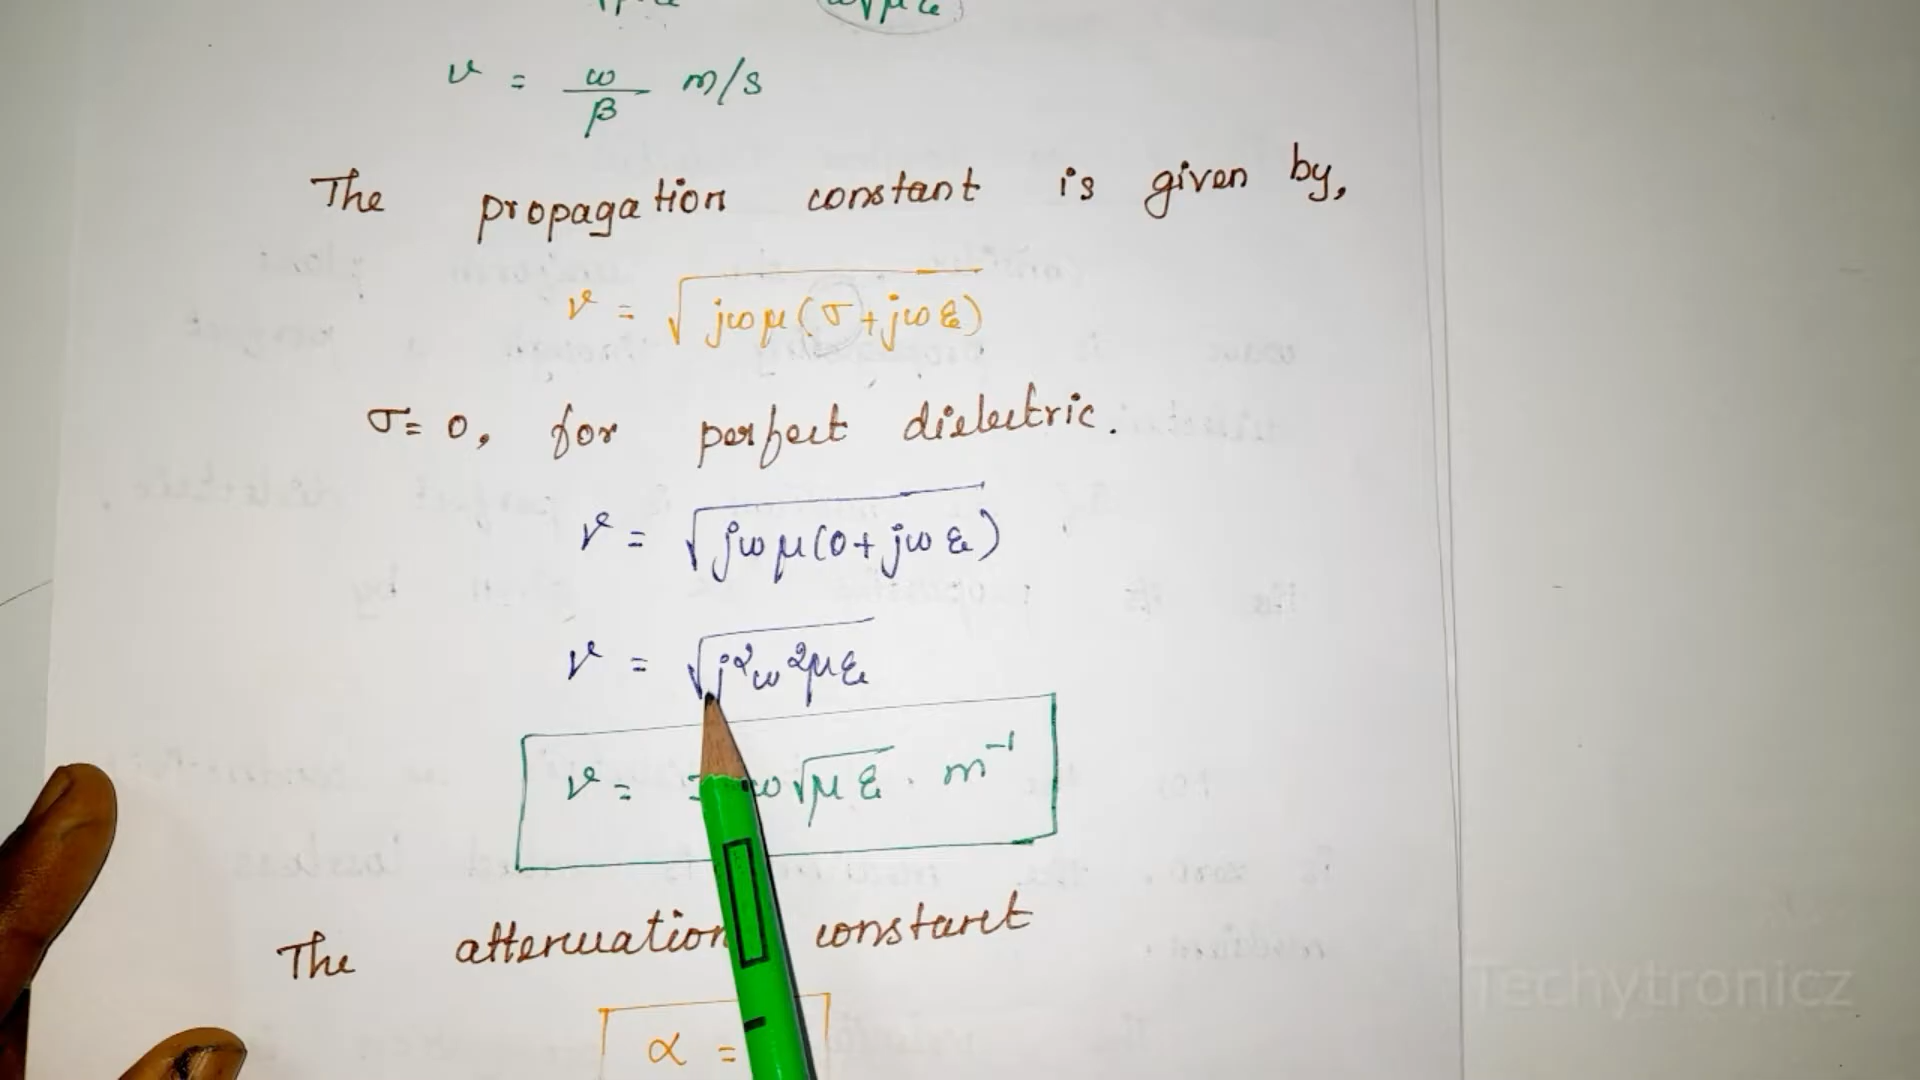 v = ω/β m/s
The propagation constant is given by,
γ = √jωμ(σ+jωε)
σ=0, for perfect dielectric.
γ = √jωμ(0+jωε)
γ = √j²ω²με
γ = ω√με . m⁻¹
The attenuation constant
α =
Techytronicz